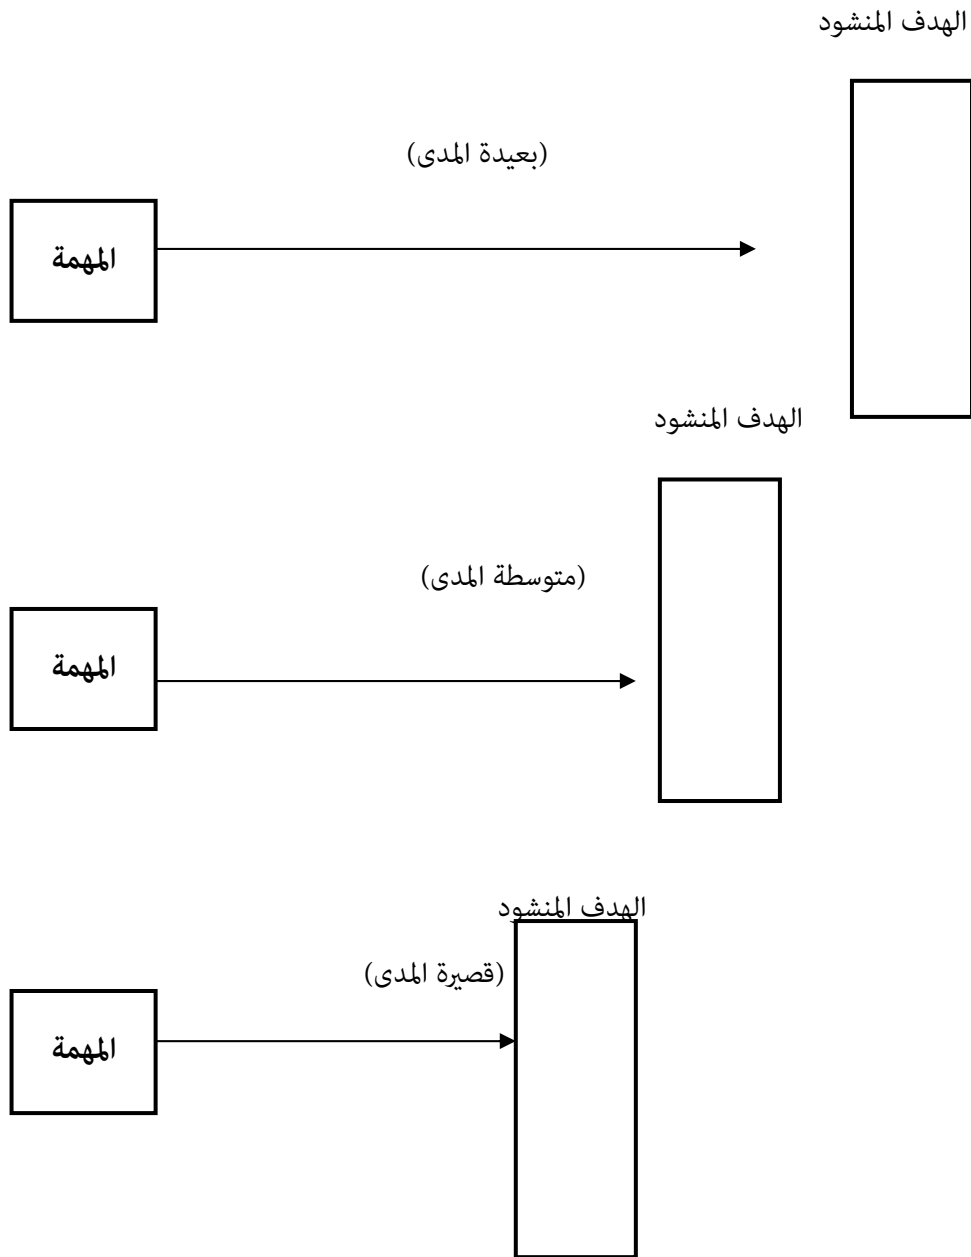 الهدف المنشود
(بعيدة المدى)
المهمة
الهدف المنشود
(متوسطة المدى)
المهمة
الهدف المنشود
(قصيرة المدى)
المهمة